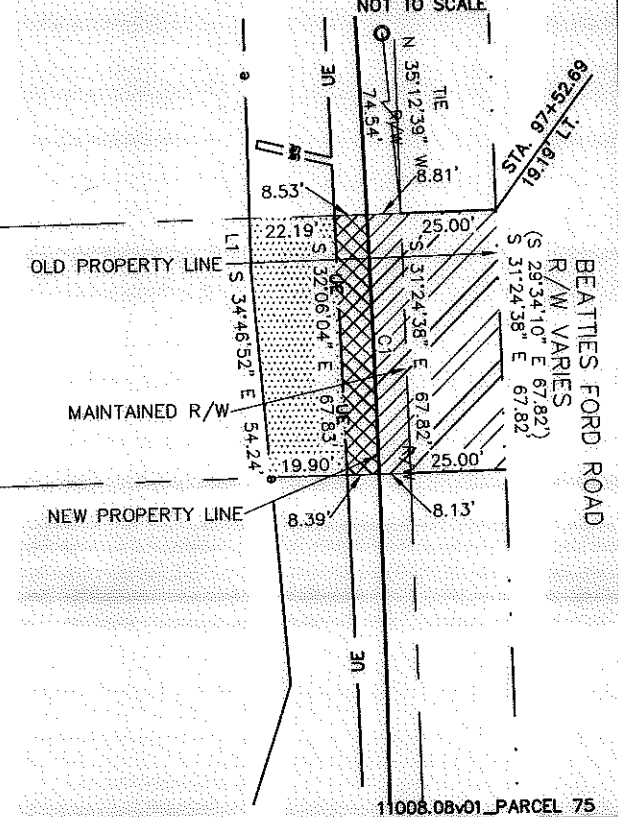 NOT TO SCALE
STA. 97+52.69
19.19' LT.
TIE
N 35°12'39" W
74.54'
R/W
UE
e
8.81'
8.53'
25.00'
22.19'
BEATTIES FORD ROAD
R/W VARIES
(S 29°34'10" E 67.82')
S 31°24'38" E 67.82'
OLD PROPERTY LINE
L1
S 34°46'52" E 54.24'
S 32°06'04" E 67.83'
UE
UE
C1
S 31°24'38" E 67.82'
MAINTAINED R/W
19.90'
25.00'
e
NEW PROPERTY LINE
8.39'
8.13'
UE
11008.08v01_PARCEL 75